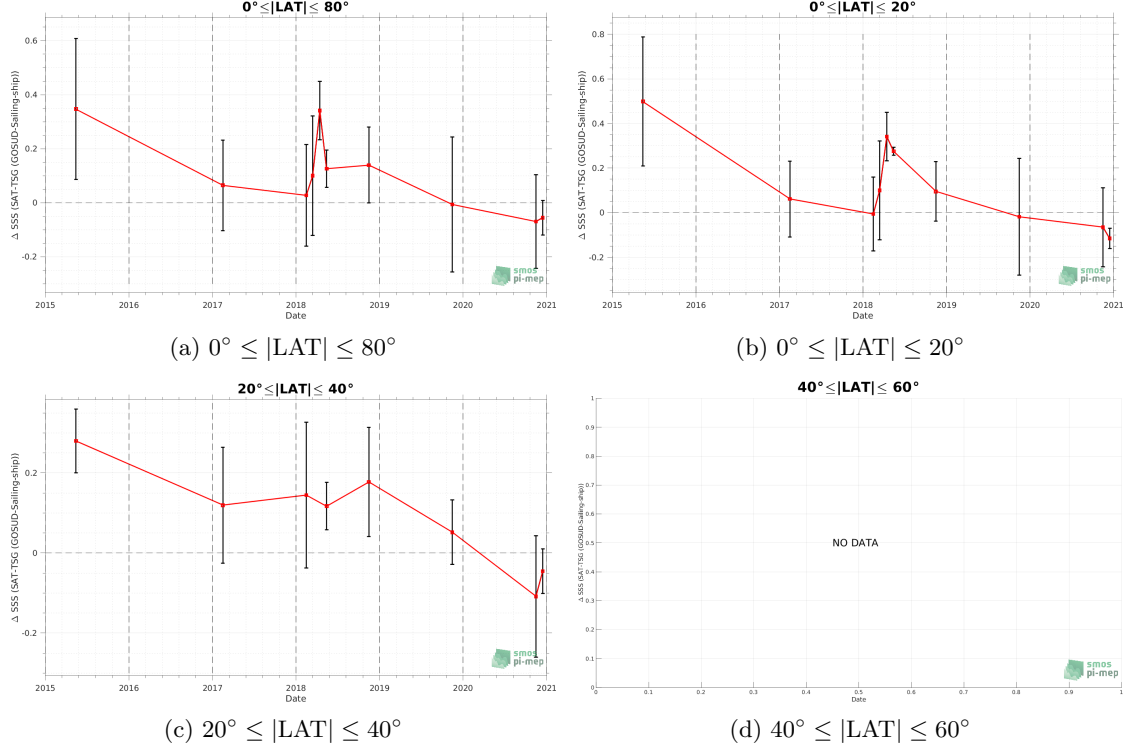 0°≤|LAT|≤ 80°
Δ SSS (SAT-TSG (GOSUD-Sailing-ship))
0.6
0.4
0.2
0
-0.2
2015 2016 2017 2018 2019 2020 2021
Date
smos
pi-mep
(a) 0° ≤ |LAT| ≤ 80°
0°≤|LAT|≤ 20°
Δ SSS (SAT-TSG (GOSUD-Sailing-ship))
0.8
0.6
0.4
0.2
0
-0.2
2015 2016 2017 2018 2019 2020 2021
Date
smos
pi-mep
(b) 0° ≤ |LAT| ≤ 20°
20°≤|LAT|≤ 40°
Δ SSS (SAT-TSG (GOSUD-Sailing-ship))
0.2
0
-0.2
2015 2016 2017 2018 2019 2020 2021
Date
smos
pi-mep
(c) 20° ≤ |LAT| ≤ 40°
40°≤|LAT|≤ 60°
Δ SSS (SAT-TSG (GOSUD-Sailing-ship))
1
0.9
0.8
0.7
0.6
0.5
0.4
0.3
0.2
0.1
0
NO DATA
0 0.1 0.2 0.3 0.4 0.5 0.6 0.7 0.8 0.9 1
Date
smos
pi-mep
(d) 40° ≤ |LAT| ≤ 60°